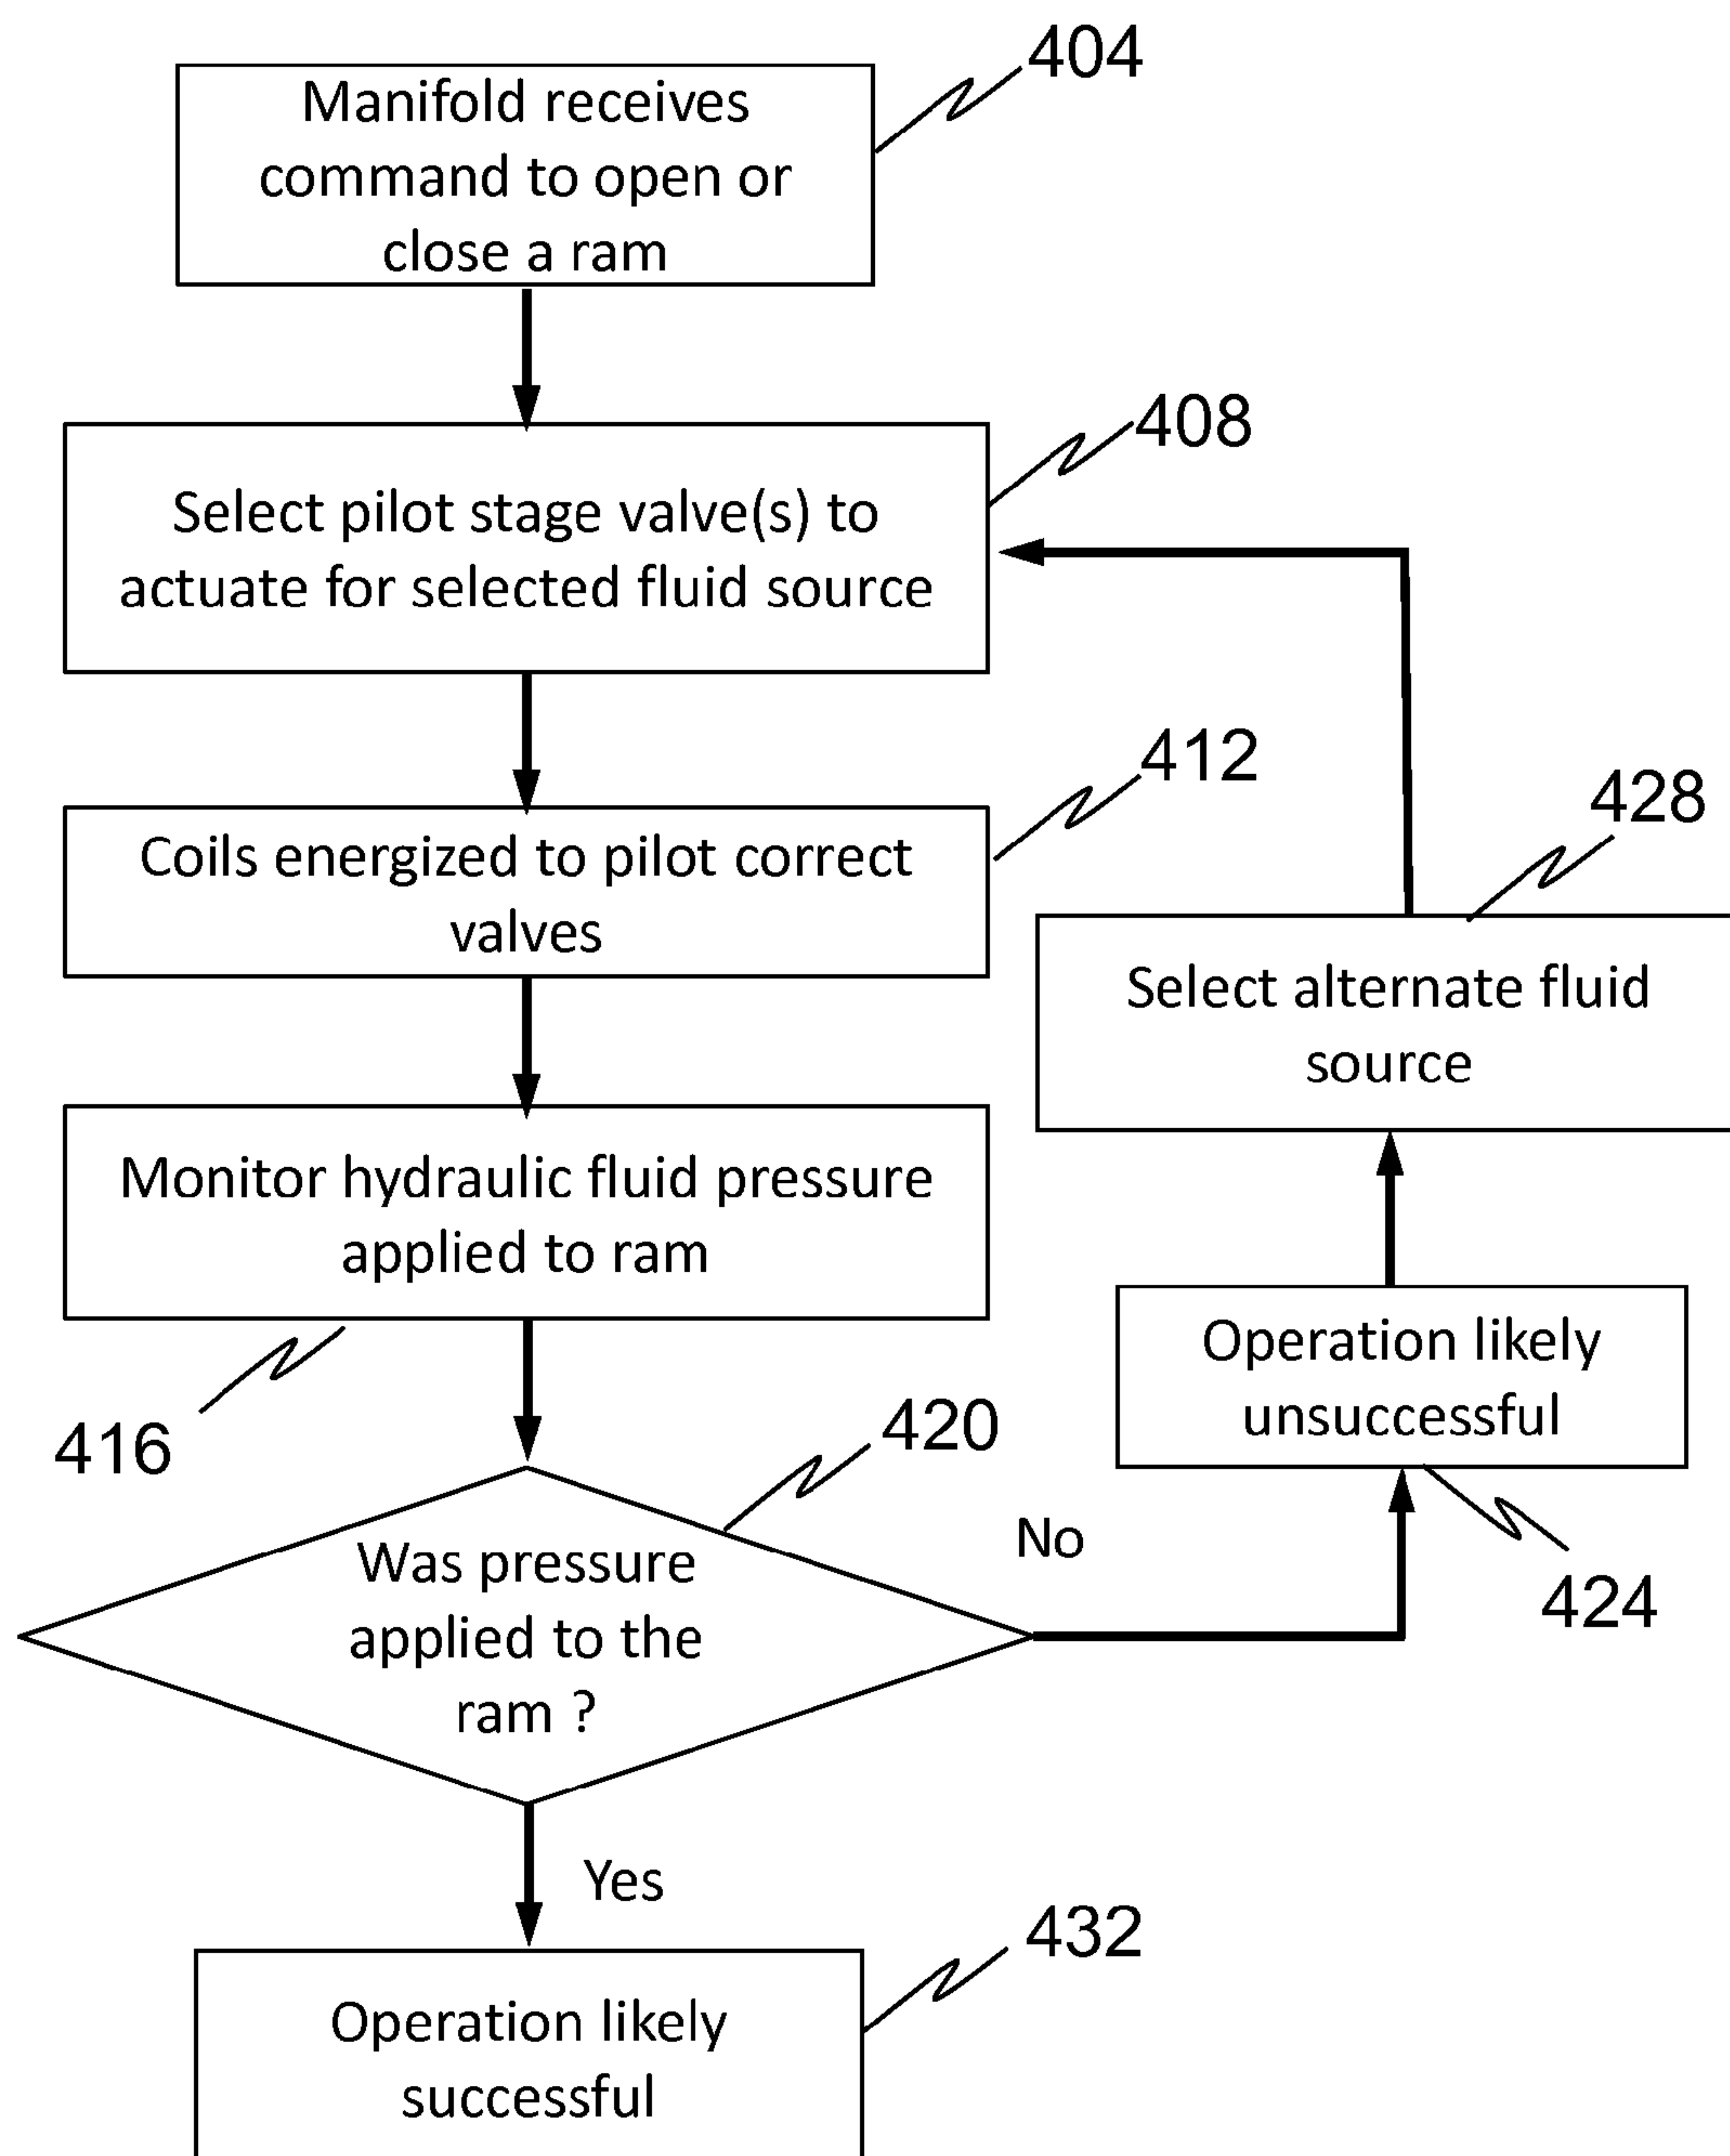 404
Manifold receives
command to open or
close a ram
408
Select pilot stage valve(s) to
actuate for selected fluid source
412
Coils energized to pilot correct
valves
428
Select alternate fluid
source
Monitor hydraulic fluid pressure
applied to ram
416
Operation likely
unsuccessful
424
420
Was pressure
applied to the
ram ?
No
Yes
432
Operation likely
successful